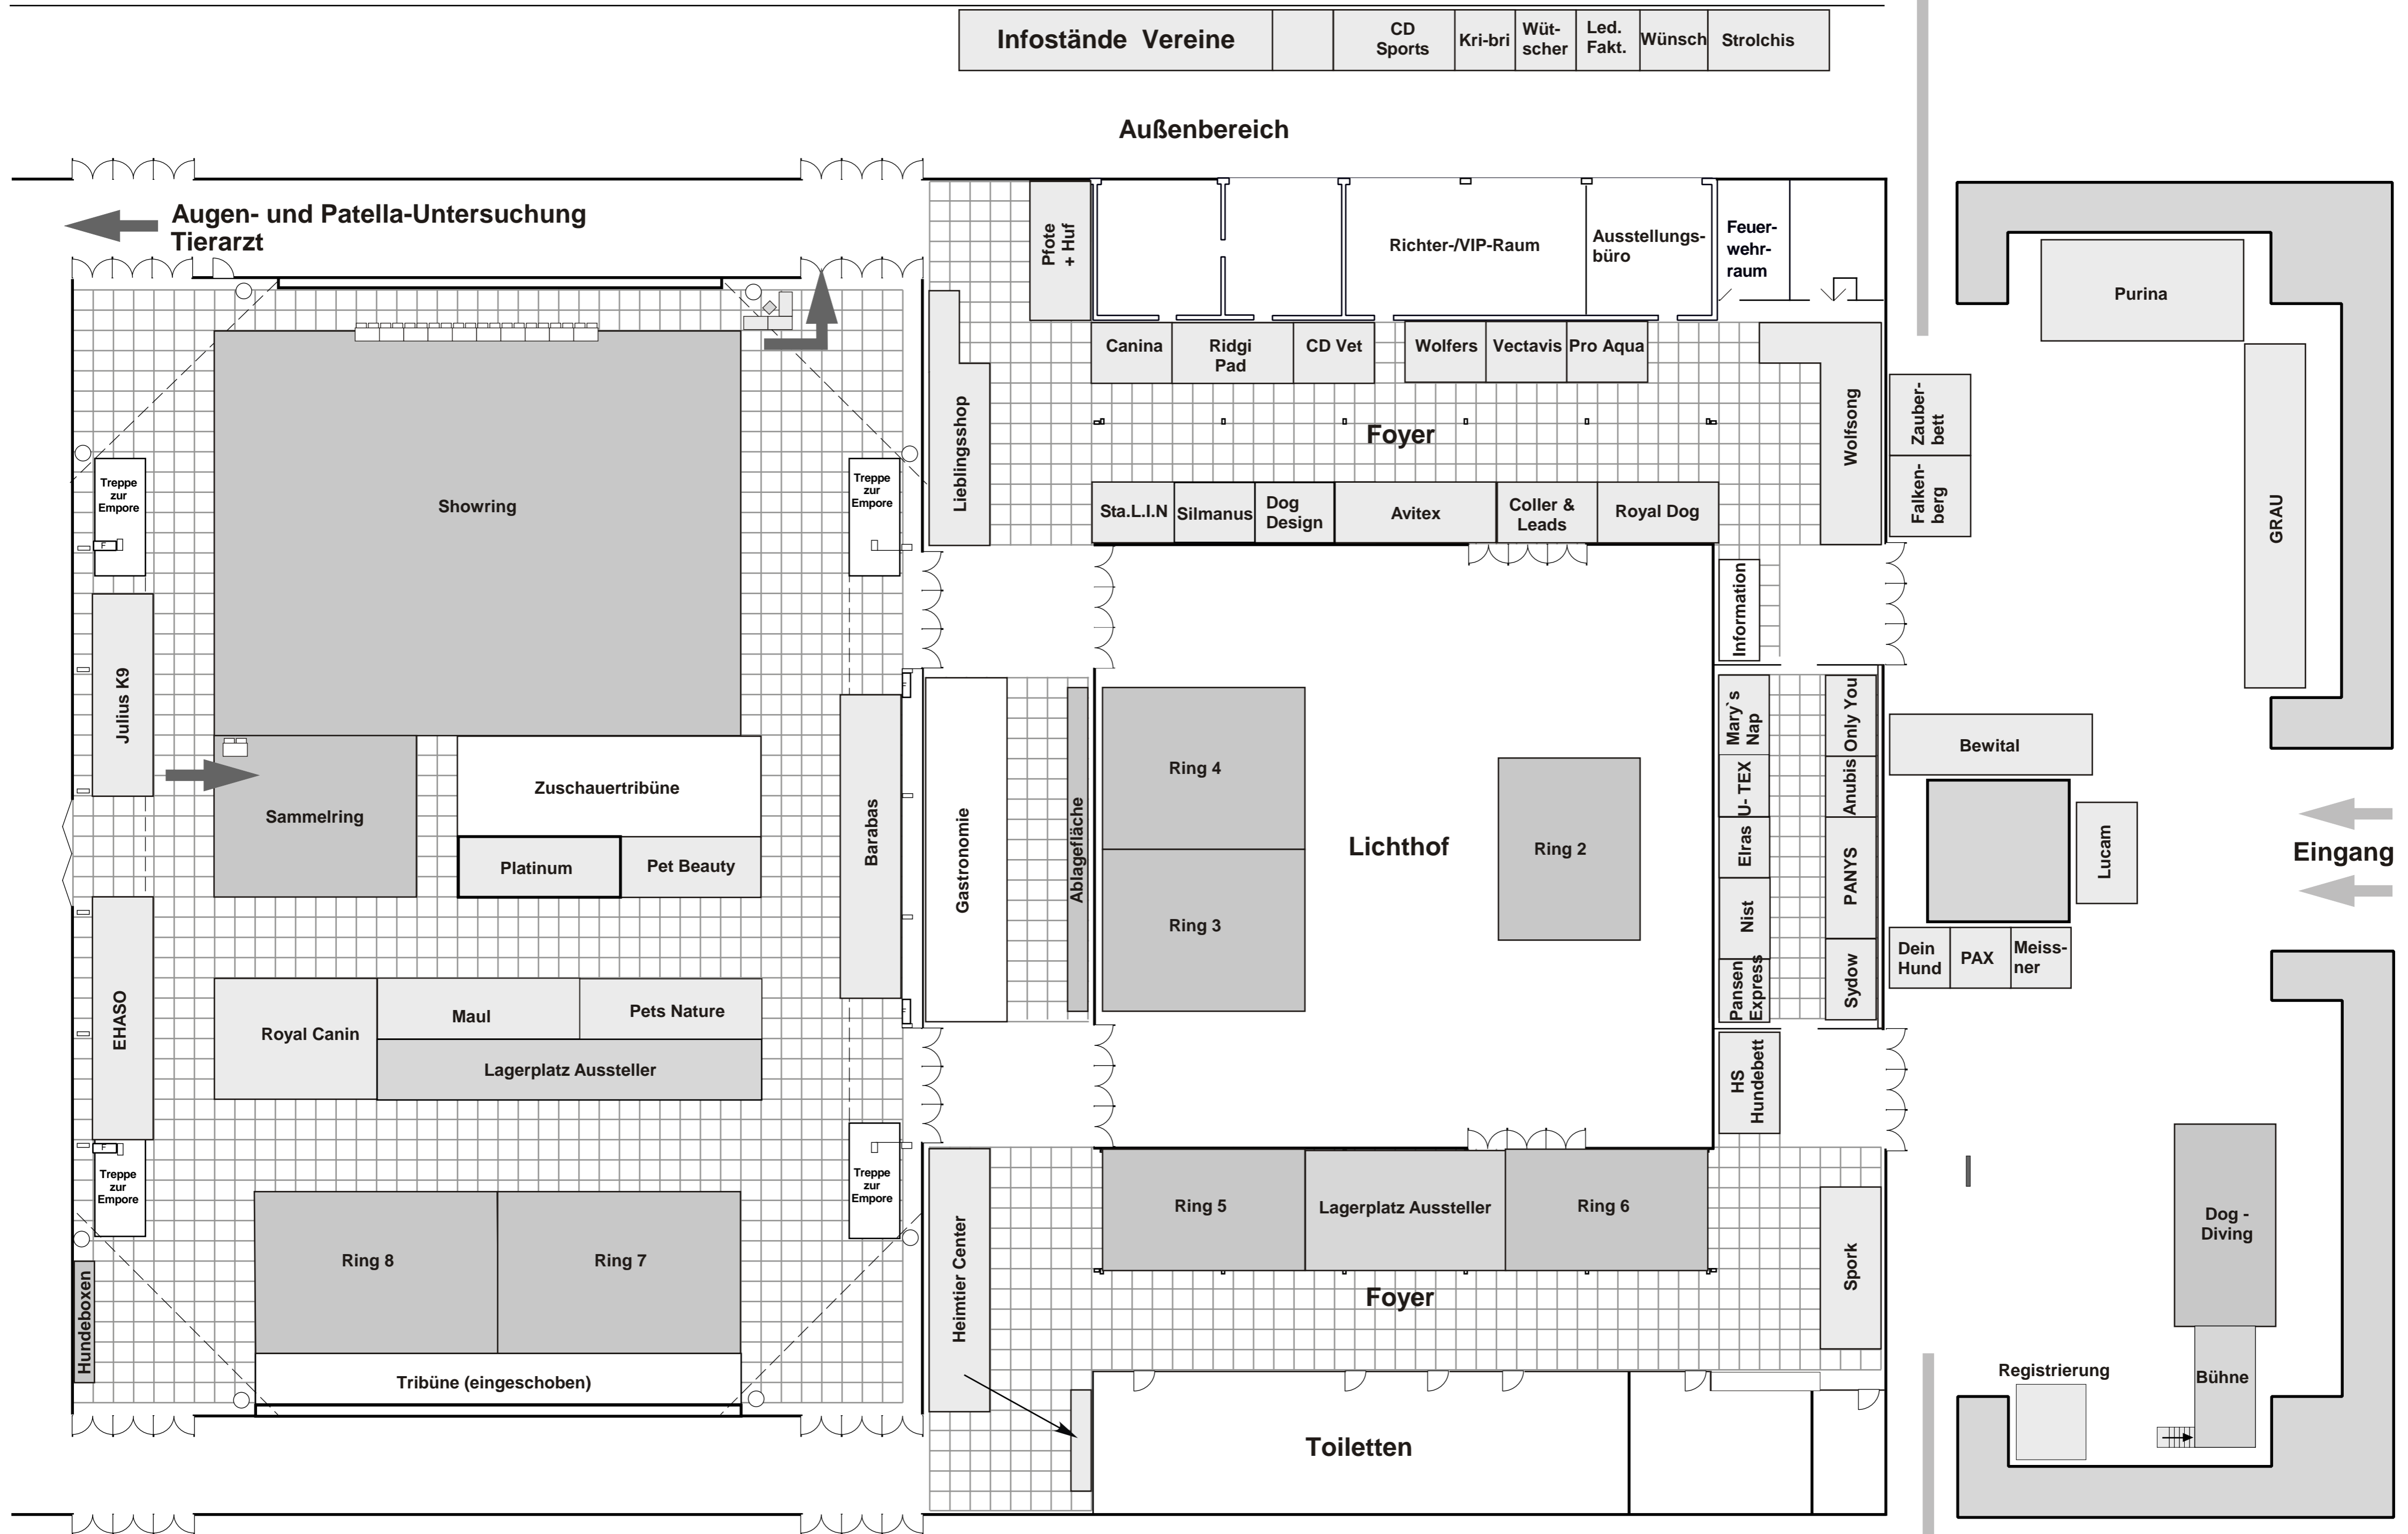 Infostände Vereine
CD
Sports
Kri-bri
Wüt-
scher
Led.
Fakt.
Wünsch
Strolchis
Außenbereich
Augen- und Patella-Untersuchung
Tierarzt
Pfote
+ Huf
Richter-/VIP-Raum
Ausstellungs-
büro
Feuer-
wehr-
raum
Purina
Canina
Ridgi
Pad
CD Vet
Wolfers
Vectavis
Pro Aqua
Lieblingsshop
Foyer
Wolfsong
Zauber-
bett
Falken-
berg
GRAU
Treppe
zur
Empore
F
Showring
Treppe
zur
Empore
Sta.L.I.N
Silmanus
Dog
Design
Avitex
Coller &
Leads
Royal Dog
Information
Julius K9
Sammelring
Zuschauertribüne
Platinum
Pet Beauty
Barabas
F
F
Gastronomie
Ablagefläche
Ring 4
Ring 3
Lichthof
Ring 2
Mary`s
Nap
U- TEX
Elras
Nist
Pansen
Express
Only You
Anubis
PANYS
Sydow
Bewital
Lucam
Eingang
Dein
Hund
PAX
Meiss-
ner
EHASO
Royal Canin
Maul
Pets Nature
Lagerplatz Aussteller
HS
Hundebett
F
Treppe
zur
Empore
Treppe
zur
Empore
Ring 8
Ring 7
Hundeboxen
Tribüne (eingeschoben)
Heimtier Center
Ring 5
Lagerplatz Aussteller
Ring 6
Foyer
Spork
Toiletten
Dog -
Diving
Registrierung
Bühne